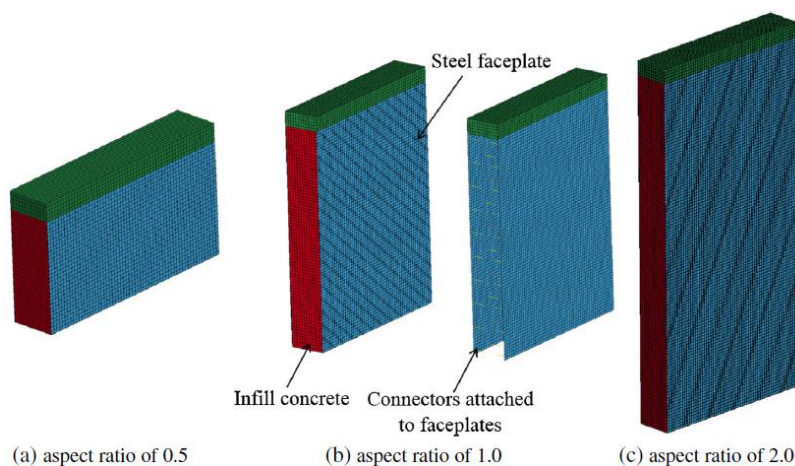 Steel faceplate
Infill concrete
Connectors attached
to faceplates
(a) aspect ratio of 0.5
(b) aspect ratio of 1.0
(c) aspect ratio of 2.0